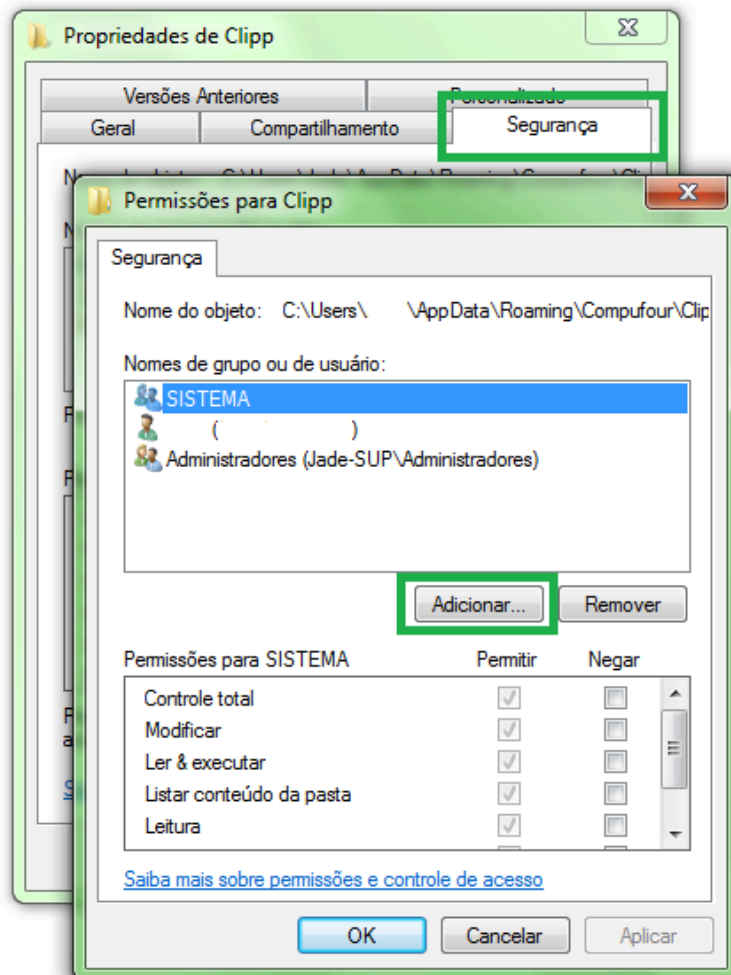 Propriedades de Clipp
Versões Anteriores
Geral Compartilhamento Segurança
Permissões para Clipp
Segurança
Nome do objeto: C:\Users\ \AppData\Roaming\Compufour\Clip
Nomes de grupo ou de usuário:
SISTEMA
( )
Administradores (Jade-SUP\Administradores)
Adicionar... Remover
Permissões para SISTEMA Permitir Negar
Controle total
Modificar
Ler & executar
Listar conteúdo da pasta
Leitura
Saiba mais sobre permissões e controle de acesso
OK Cancelar Aplicar